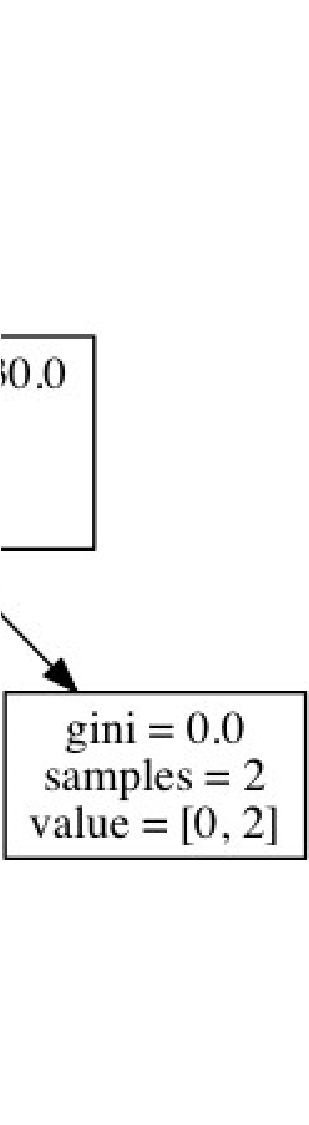 30.0
gini = 0.0
samples = 2
value = [0, 2]